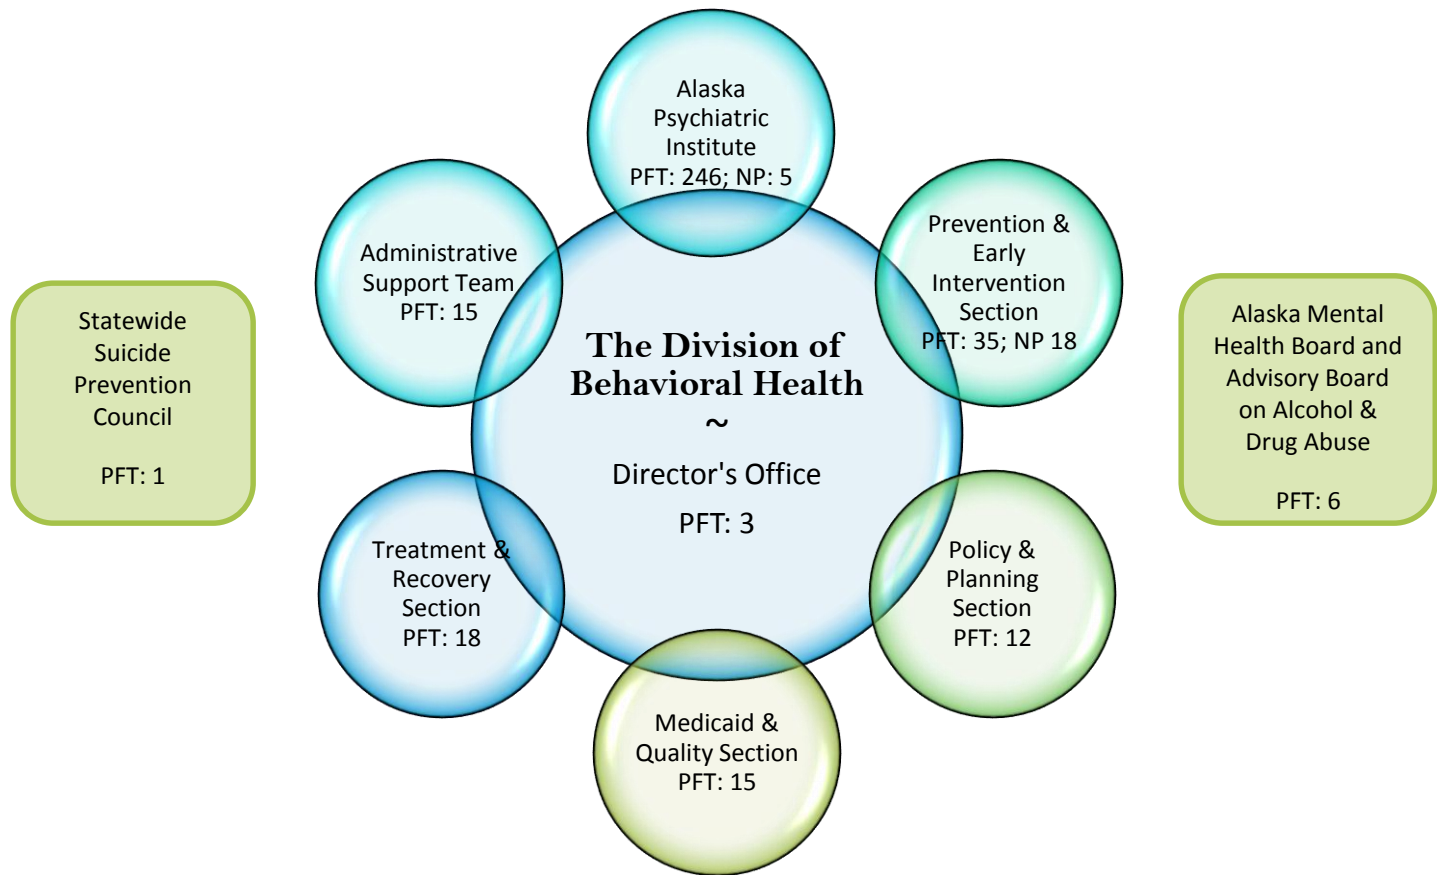 Alaska
Psychiatric
Institute
PFT: 246; NP: 5
Administrative
Support Team
PFT: 15
Prevention &
Early
Intervention
Section
PFT: 35; NP 18
Statewide
Suicide
Prevention
Council
PFT: 1
The Division of
Behavioral Health
~
Director's Office
PFT: 3
Alaska Mental
Health Board and
Advisory Board
on Alcohol &
Drug Abuse
PFT: 6
Treatment &
Recovery
Section
PFT: 18
Policy &
Planning
Section
PFT: 12
Medicaid &
Quality Section
PFT: 15